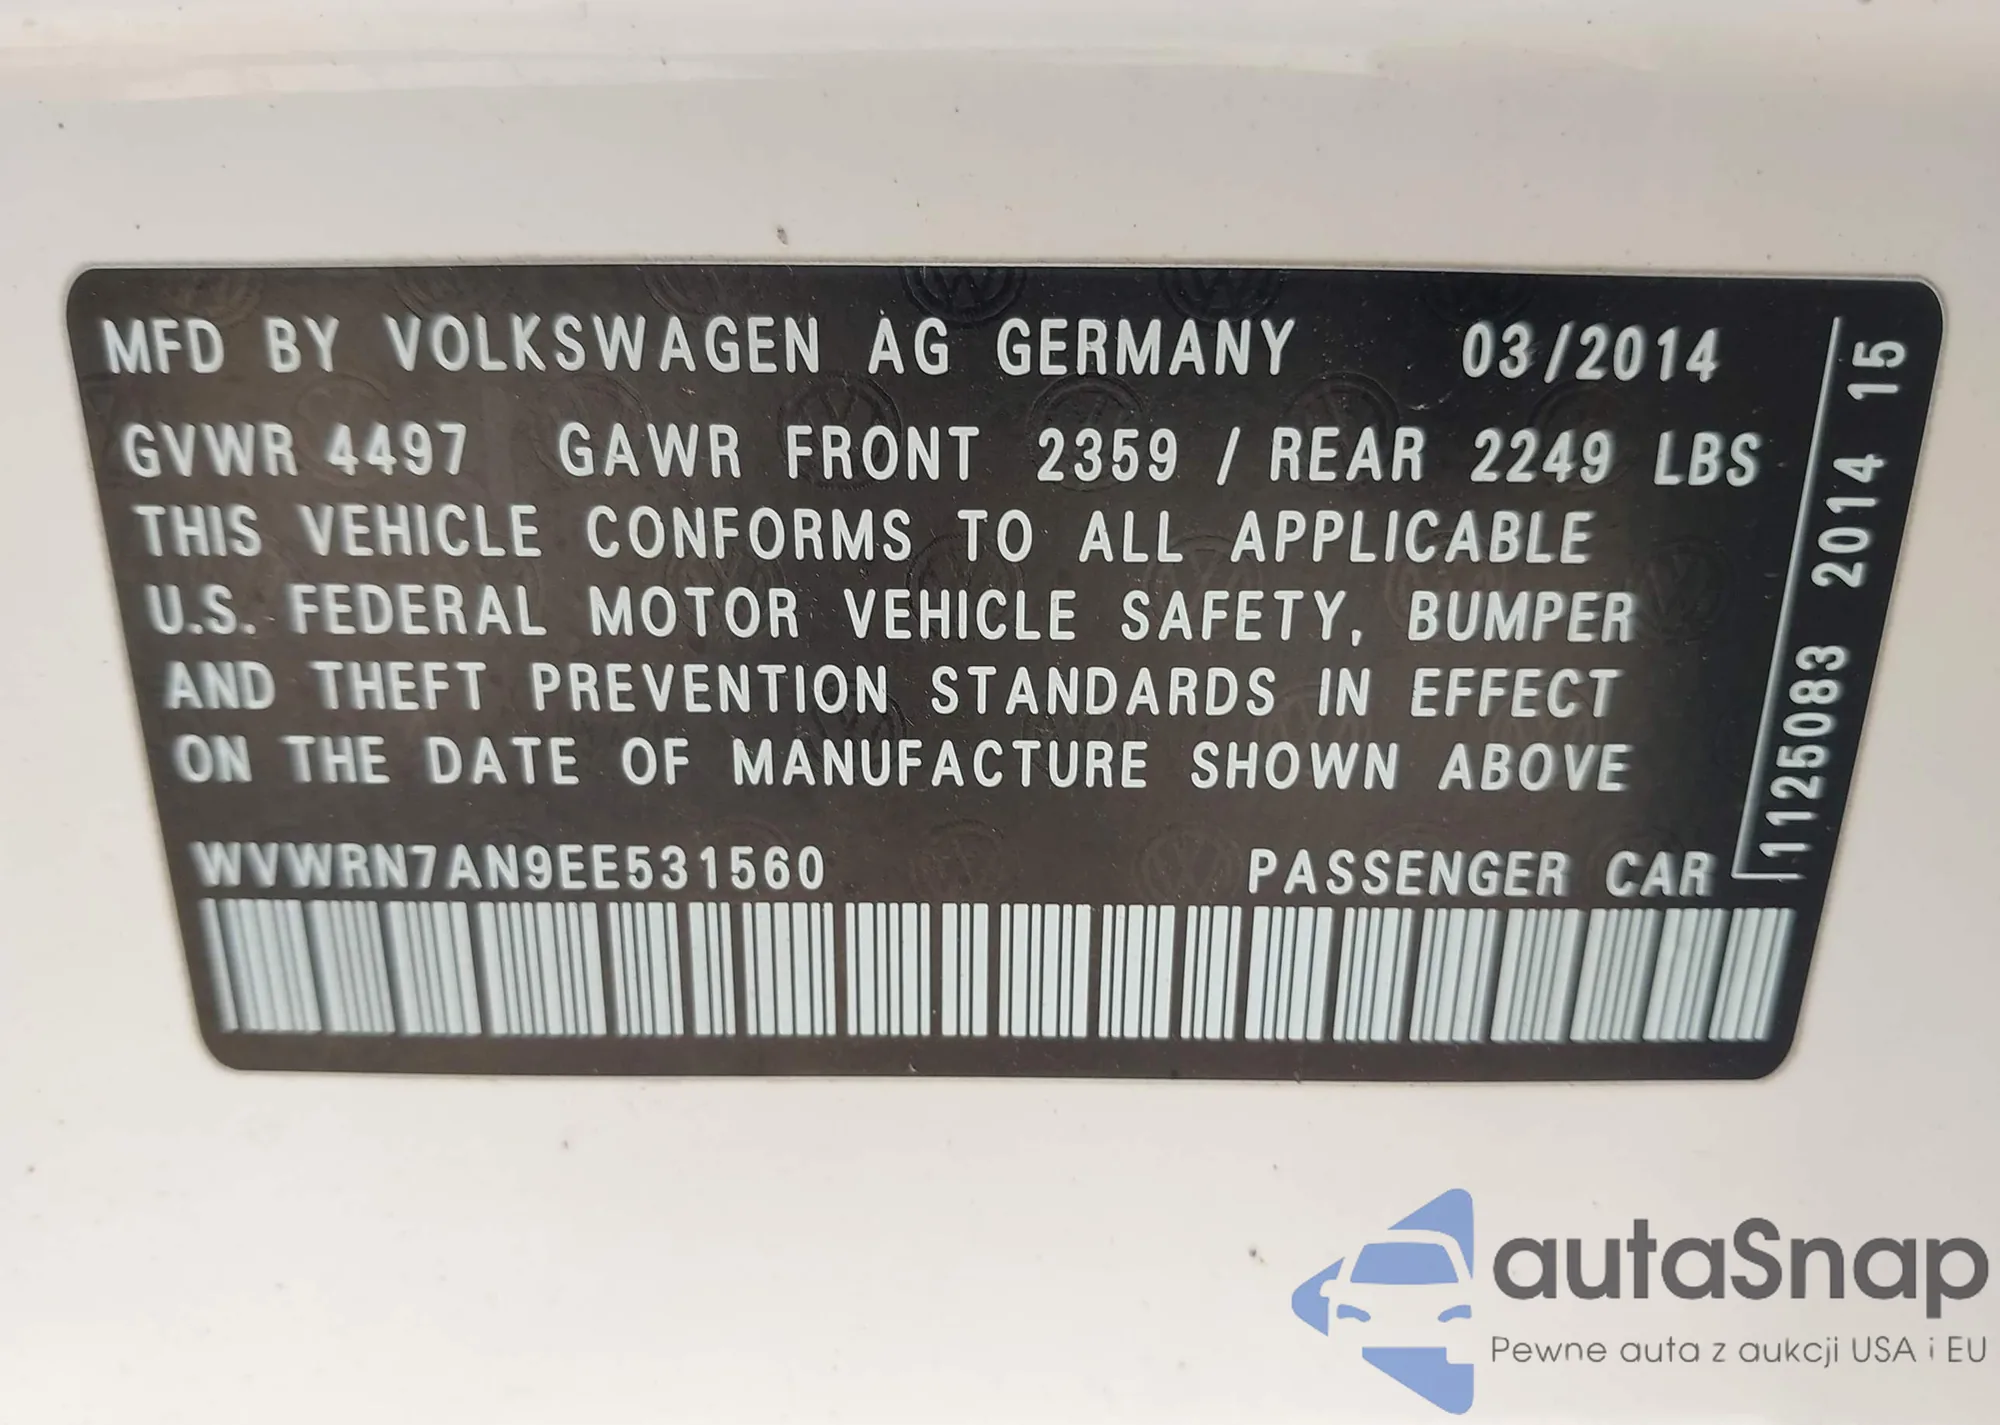 MFD BY VOLKSWAGEN AG GERMANY 03/2014
GVWR 4497 GAWR FRONT 2359 / REAR 2249 LBS
THIS VEHICLE CONFORMS TO ALL APPLICABLE
U.S. FEDERAL MOTOR VEHICLE SAFETY, BUMPER
AND THEFT PREVENTION STANDARDS IN EFFECT
ON THE DATE OF MANUFACTURE SHOWN ABOVE
WVWRN7AN9EE531560 PASSENGER CAR
1125083 2014 15
autaSnap
Pewne auta z aukcji USA i EU